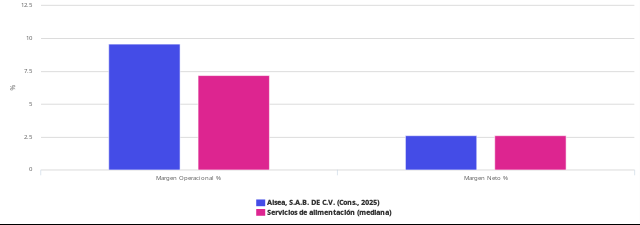 12.5
10
7.5
5
2.5
0
%
Margen Operacional %
Margen Neto %
Alsea, S.A.B. DE C.V. (Cons., 2025)
Servicios de alimentación (mediana)